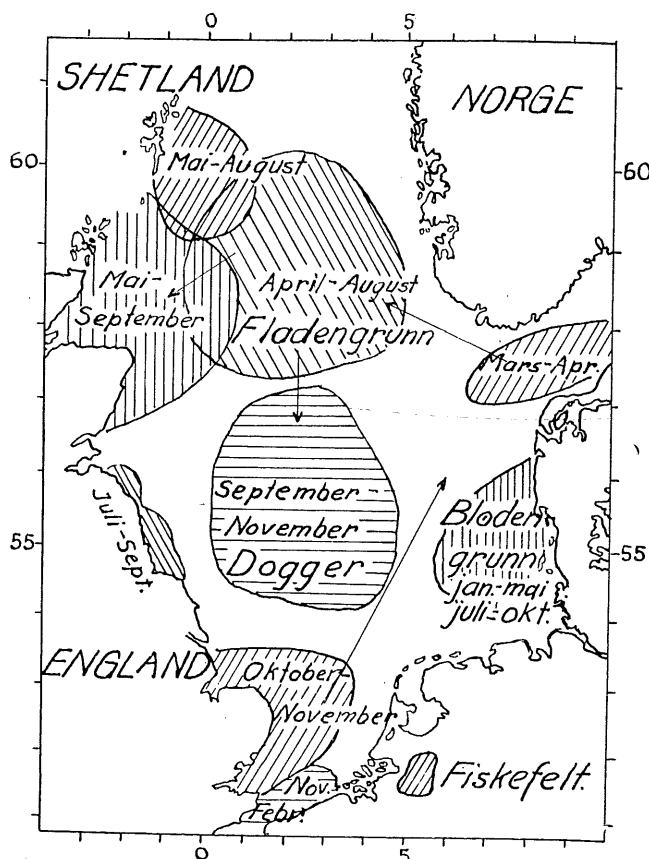 0 5
SHETLAND
NORGE
60
60
Mai-August
Mai-
September
April-August
Fladengrunn
Mars-Apr.
Juli-Sept.
September-
November
Dogger
Bloden
grunn
jan-mai
juli-okt.
55
55
ENGLAND
Oktober-
November
Nov.
Febr.
Fiskefelt.
0 5